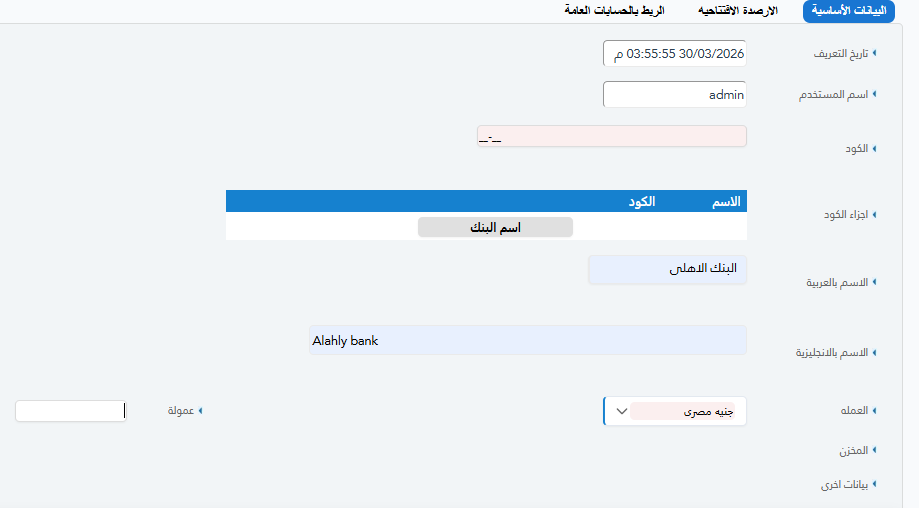 البيانات الأساسية الارصدة الافتتاحيه الربط بالحسابات العامة
تاريخ التعريف 30/03/2026 03:55:55 م
اسم المستخدم admin
الكود __-__
الاسم الكود
اجزاء الكود
اسم البنك
الاسم بالعربية البنك الاهلى
الاسم بالانجليزية Alahly bank
العمله جنيه مصرى عمولة
المخزن
بيانات اخرى